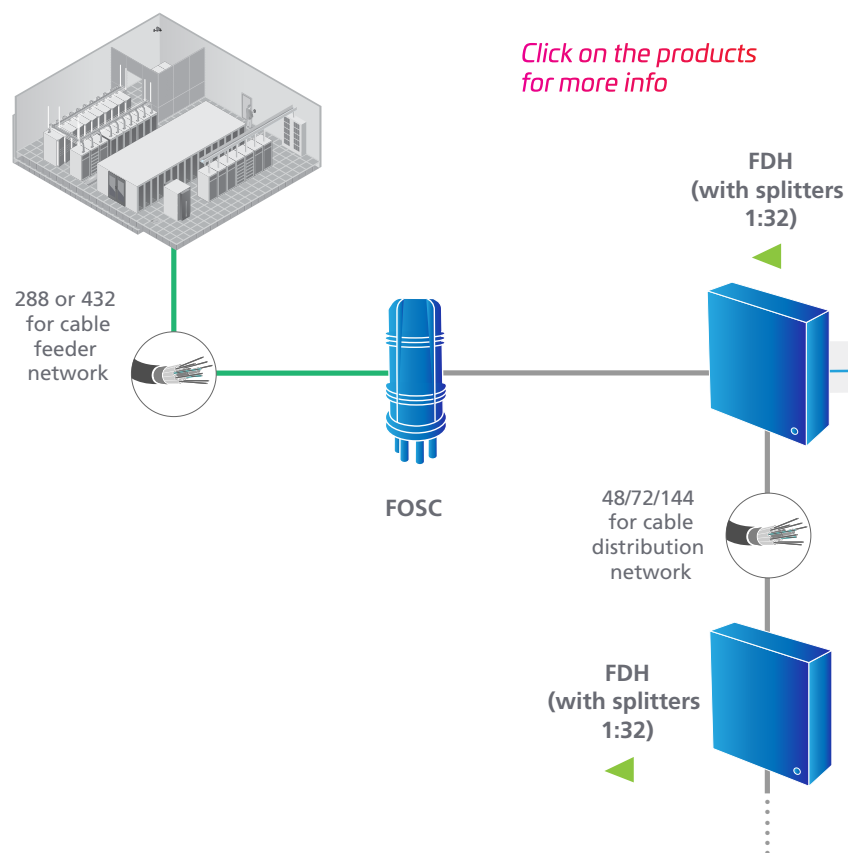 Click on the products
for more info
FDH
(with splitters
1:32)
288 or 432
for cable
feeder
network
FOSC
48/72/144
for cable
distribution
network
FDH
(with splitters
1:32)